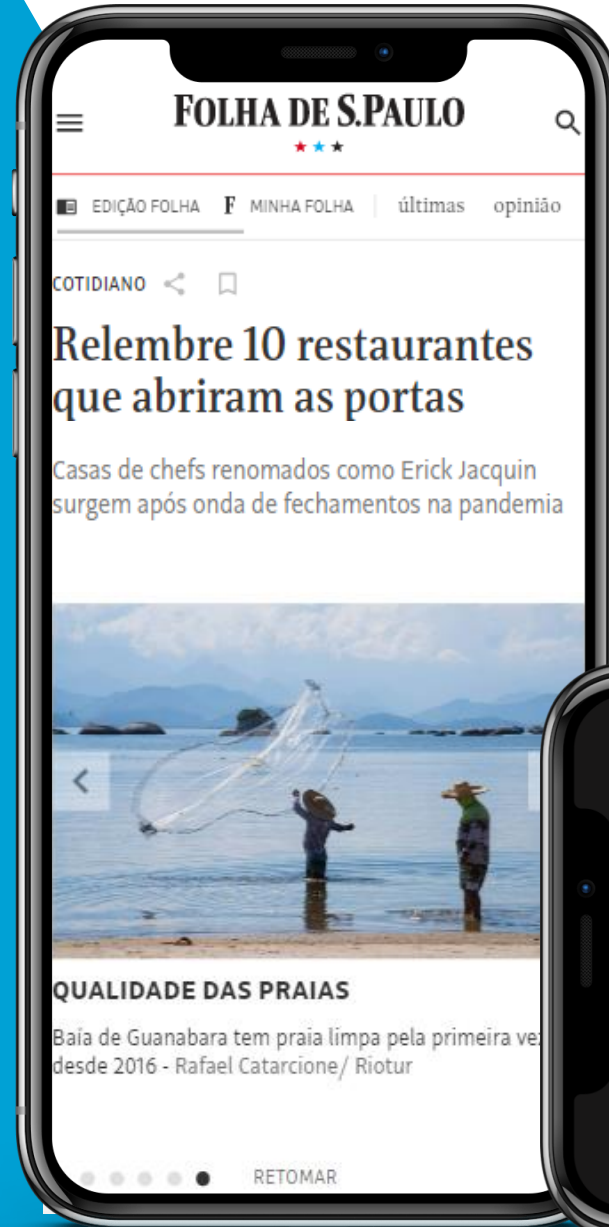 FOLHA DE S.PAULO
EDIÇÃO FOLHA F MINHA FOLHA últimas opinião
COTIDIANO
Relembre 10 restaurantes
que abriram as portas
Casas de chefs renomados como Erick Jacquin
surgem após onda de fechamentos na pandemia
QUALIDADE DAS PRAIAS
Baía de Guanabara tem praia limpa pela primeira vez
desde 2016 - Rafael Catarcione/ Riotur
RETOMAR